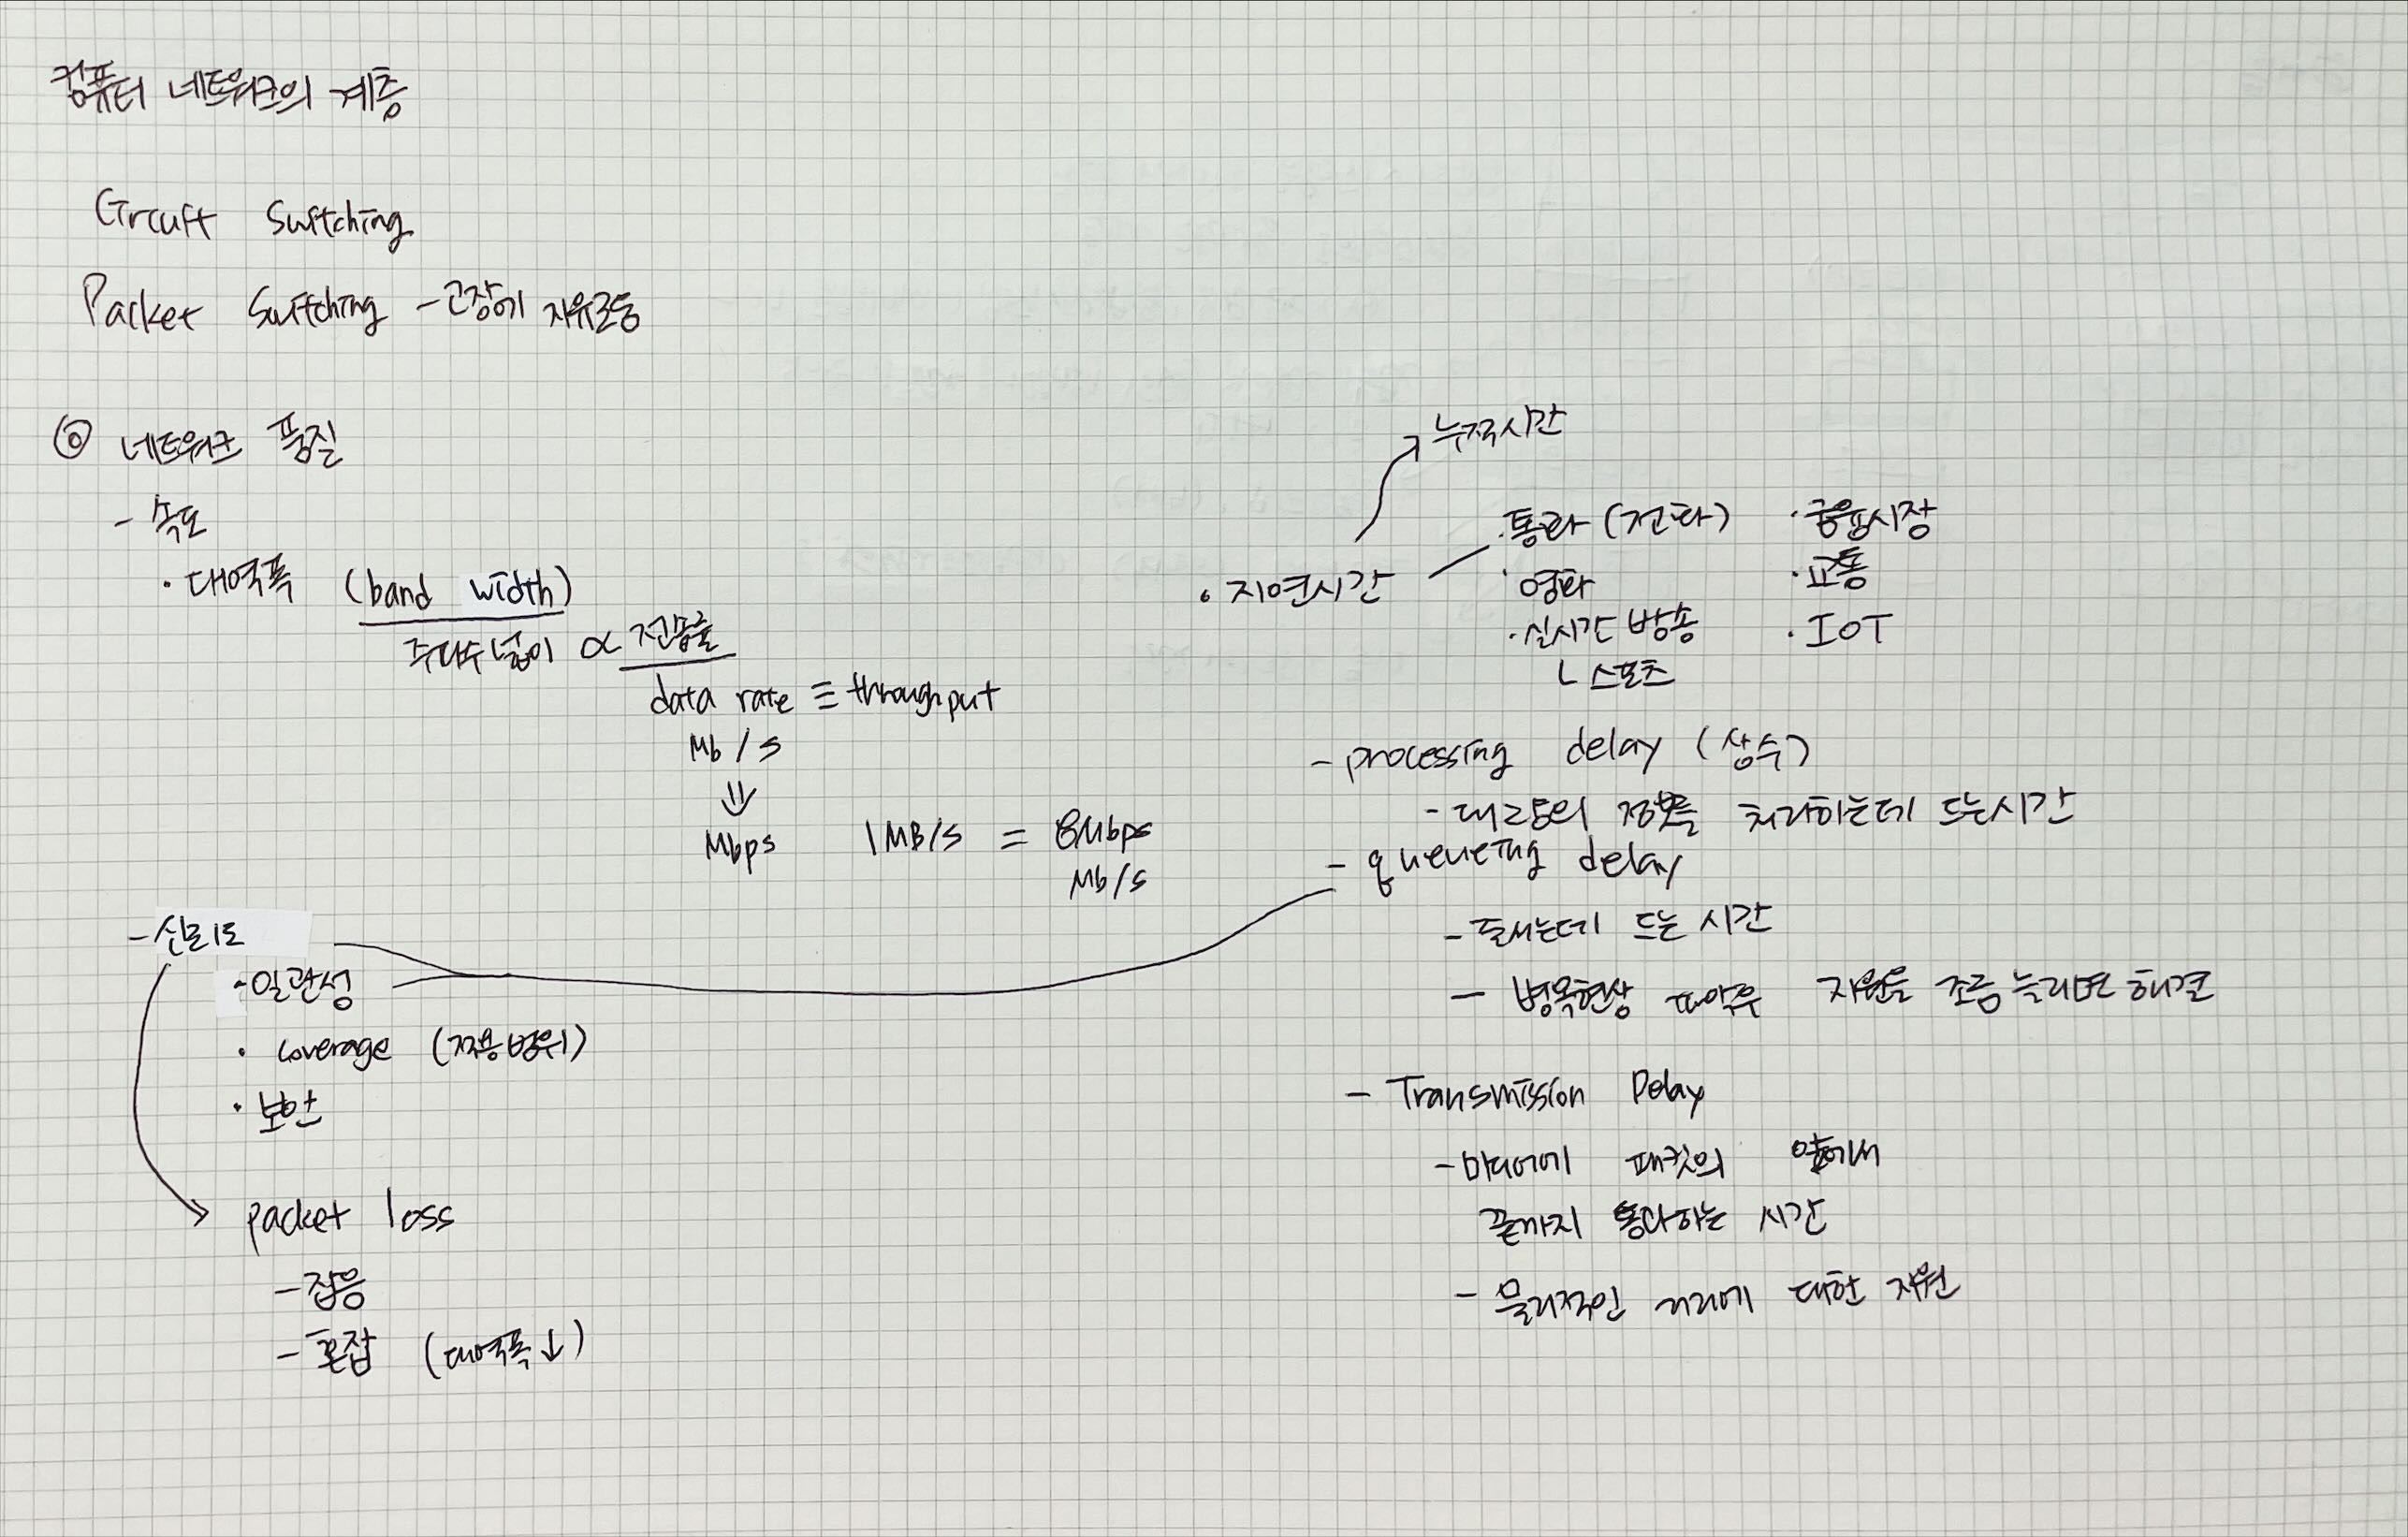 컴퓨터 네트워크의 계층
Circuit Switching
Packet Switching - 고장에 자유로움
◎ 네트워크 품질
- 속도
· 대역폭 (band width)
주파수 넓이 ∝ 전송률
data rate ≡ throughput
Mb / s
⇓
Mbps 1MB/s = 8Mbps
Mb/s
- 신뢰도
- 일관성
· coverage (적용범위)
· 보안
packet loss
- 잡음
- 혼잡 (대역폭↓)
누적시간
· 지연시간
· 통화 (전화)
· 영화
· 실시간 방송
ㄴ 스포츠
· 금융시장
· 교통
· IOT
- processing delay (상수)
- 대규모의 정보를 처리하는데 드는시간
- queueing delay
- 줄서는데 드는 시간
- 병목현상 자원을 조금 늘리면 해결
- Transmission Delay
- 미디어에 패킷의 앞에서
끝까지 통과하는 시간
- 물리적인 거리에 대한 지연